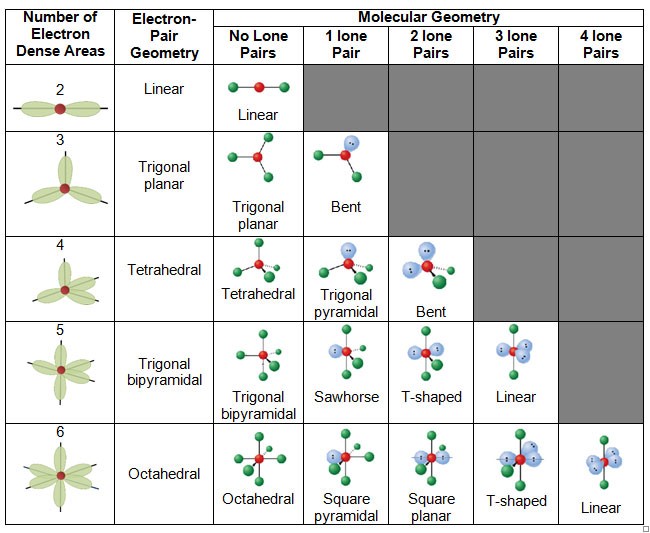 Number of
Electron
Dense Areas
Electron-
Pair
Geometry
Molecular Geometry
No Lone
Pairs
1 lone
Pair
2 lone
Pairs
3 lone
Pairs
4 lone
Pairs
2
Linear
Linear
3
Trigonal
planar
Trigonal
planar
Bent
4
Tetrahedral
Tetrahedral
Trigonal
pyramidal
Bent
5
Trigonal
bipyramidal
Trigonal
bipyramidal
Sawhorse
T-shaped
Linear
6
Octahedral
Octahedral
Square
pyramidal
Square
planar
T-shaped
Linear